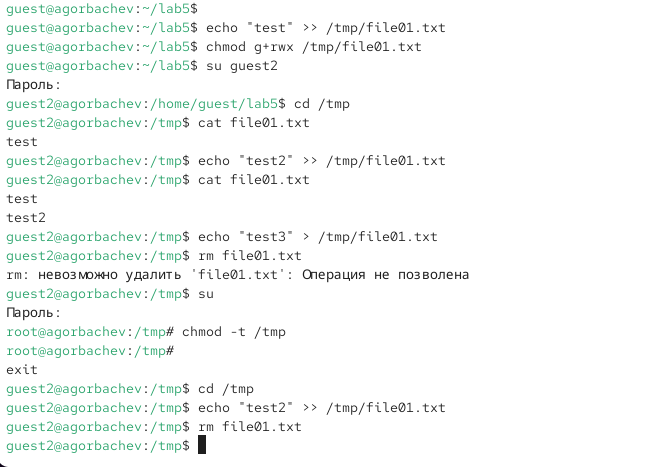 guest@agorbachev:~/lab5$
guest@agorbachev:~/lab5$ echo "test" >> /tmp/file01.txt
guest@agorbachev:~/lab5$ chmod g+rwx /tmp/file01.txt
guest@agorbachev:~/lab5$ su guest2
Пароль:
guest2@agorbachev:/home/guest/lab5$ cd /tmp
guest2@agorbachev:/tmp$ cat file01.txt
test
guest2@agorbachev:/tmp$ echo "test2" >> /tmp/file01.txt
guest2@agorbachev:/tmp$ cat file01.txt
test
test2
guest2@agorbachev:/tmp$ echo "test3" > /tmp/file01.txt
guest2@agorbachev:/tmp$ rm file01.txt
rm: невозможно удалить 'file01.txt': Операция не позволена
guest2@agorbachev:/tmp$ su
Пароль:
root@agorbachev:/tmp# chmod -t /tmp
root@agorbachev:/tmp#
exit
guest2@agorbachev:/tmp$ cd /tmp
guest2@agorbachev:/tmp$ echo "test2" >> /tmp/file01.txt
guest2@agorbachev:/tmp$ rm file01.txt
guest2@agorbachev:/tmp$